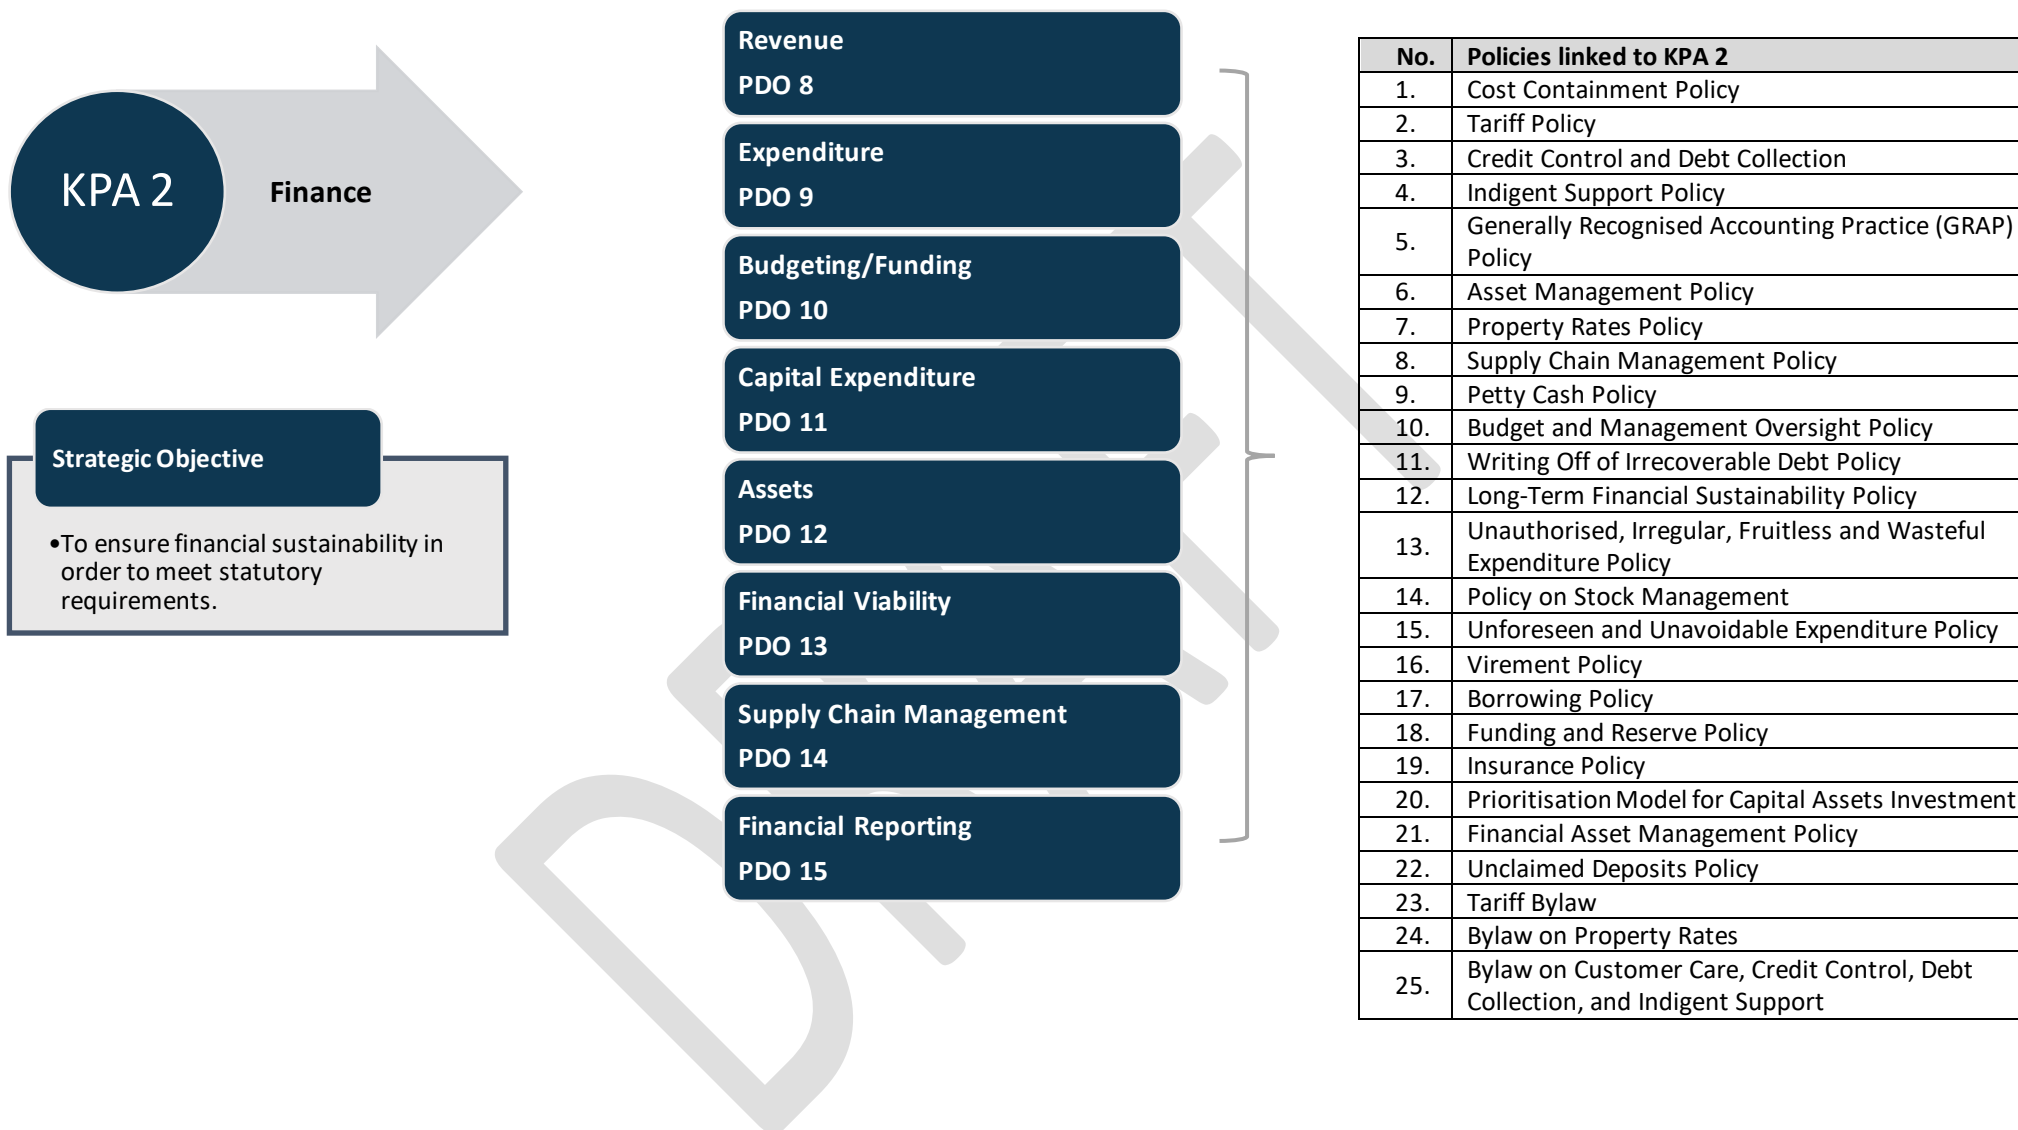 KPA 2
Finance
Strategic Objective
•To ensure financial sustainability in
order to meet statutory
requirements.
Revenue
PDO 8
Expenditure
PDO 9
Budgeting/Funding
PDO 10
Capital Expenditure
PDO 11
Assets
PDO 12
Financial Viability
PDO 13
Supply Chain Management
PDO 14
Financial Reporting
PDO 15
No. Policies linked to KPA 2
1. Cost Containment Policy
2. Tariff Policy
3. Credit Control and Debt Collection
4. Indigent Support Policy
5. Generally Recognised Accounting Practice (GRAP)
Policy
6. Asset Management Policy
7. Property Rates Policy
8. Supply Chain Management Policy
9. Petty Cash Policy
10. Budget and Management Oversight Policy
11. Writing Off of Irrecoverable Debt Policy
12. Long-Term Financial Sustainability Policy
13. Unauthorised, Irregular, Fruitless and Wasteful
Expenditure Policy
14. Policy on Stock Management
15. Unforeseen and Unavoidable Expenditure Policy
16. Virement Policy
17. Borrowing Policy
18. Funding and Reserve Policy
19. Insurance Policy
20. Prioritisation Model for Capital Assets Investment
21. Financial Asset Management Policy
22. Unclaimed Deposits Policy
23. Tariff Bylaw
24. Bylaw on Property Rates
25. Bylaw on Customer Care, Credit Control, Debt
Collection, and Indigent Support
DRAFT